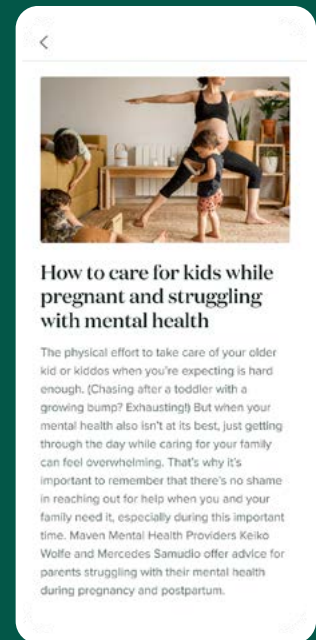 How to care for kids while
pregnant and struggling
with mental health
The physical effort to take care of your older
kid or kiddos when you're expecting is hard
enough. (Chasing after a toddler with a
growing bump? Exhausting!) But when your
mental health also isn't at its best, just getting
through the day while caring for your family
can feel overwhelming. That's why it's
important to remember that there's no shame
in reaching out for help when you and your
family need it, especially during this important
time. Maven Mental Health Providers Keiko
Wolfe and Mercedes Samudio offer advice for
parents struggling with their mental health
during pregnancy and postpartum.